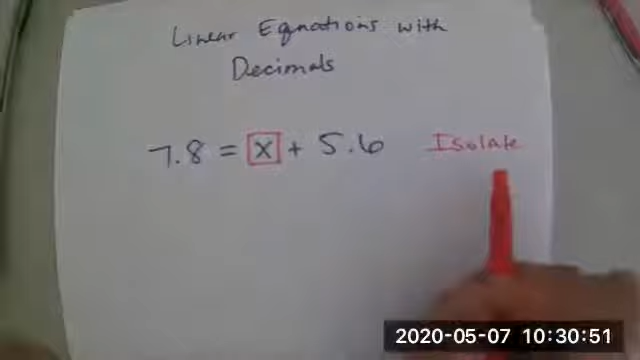 Linear Equations with
Decimals
7.8 = x + 5.6 Isolate
2020-05-07 10:30:51